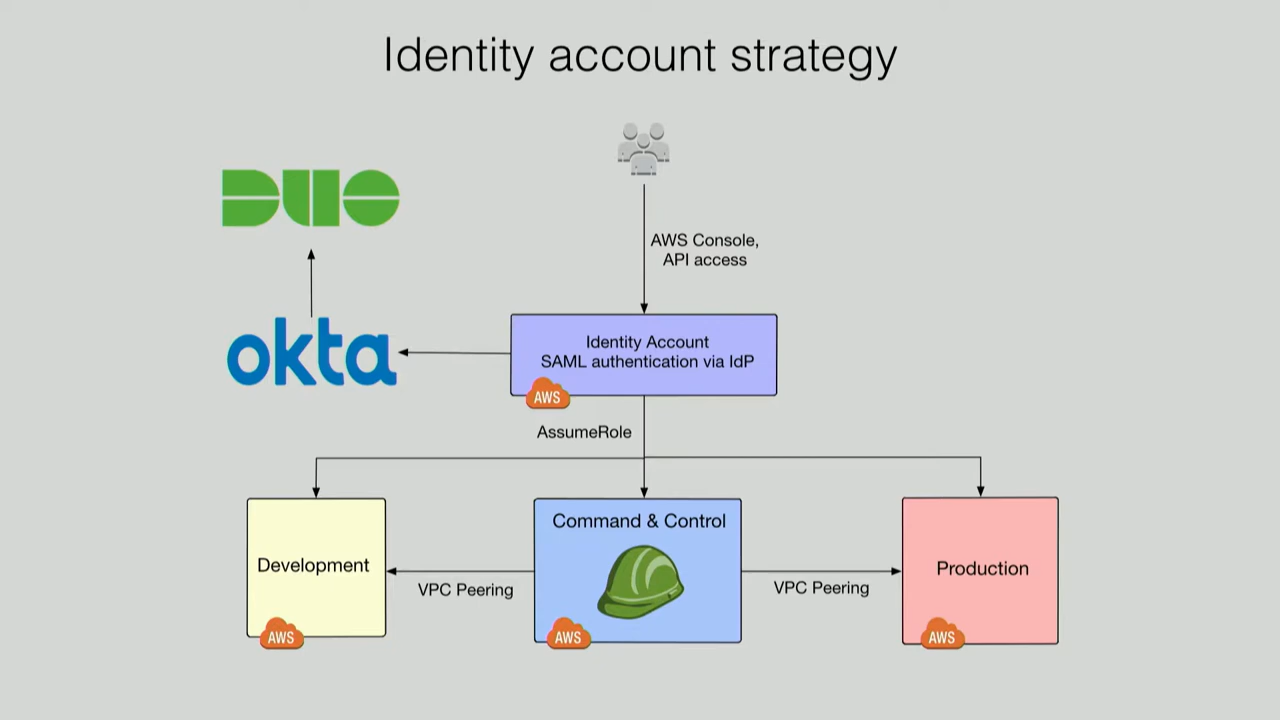 Identity account strategy
DUO
AWS Console,
API access
okta
Identity Account
SAML authentication via IdP
AWS
AssumeRole
Development
AWS
VPC Peering
Command & Control
AWS
VPC Peering
Production
AWS